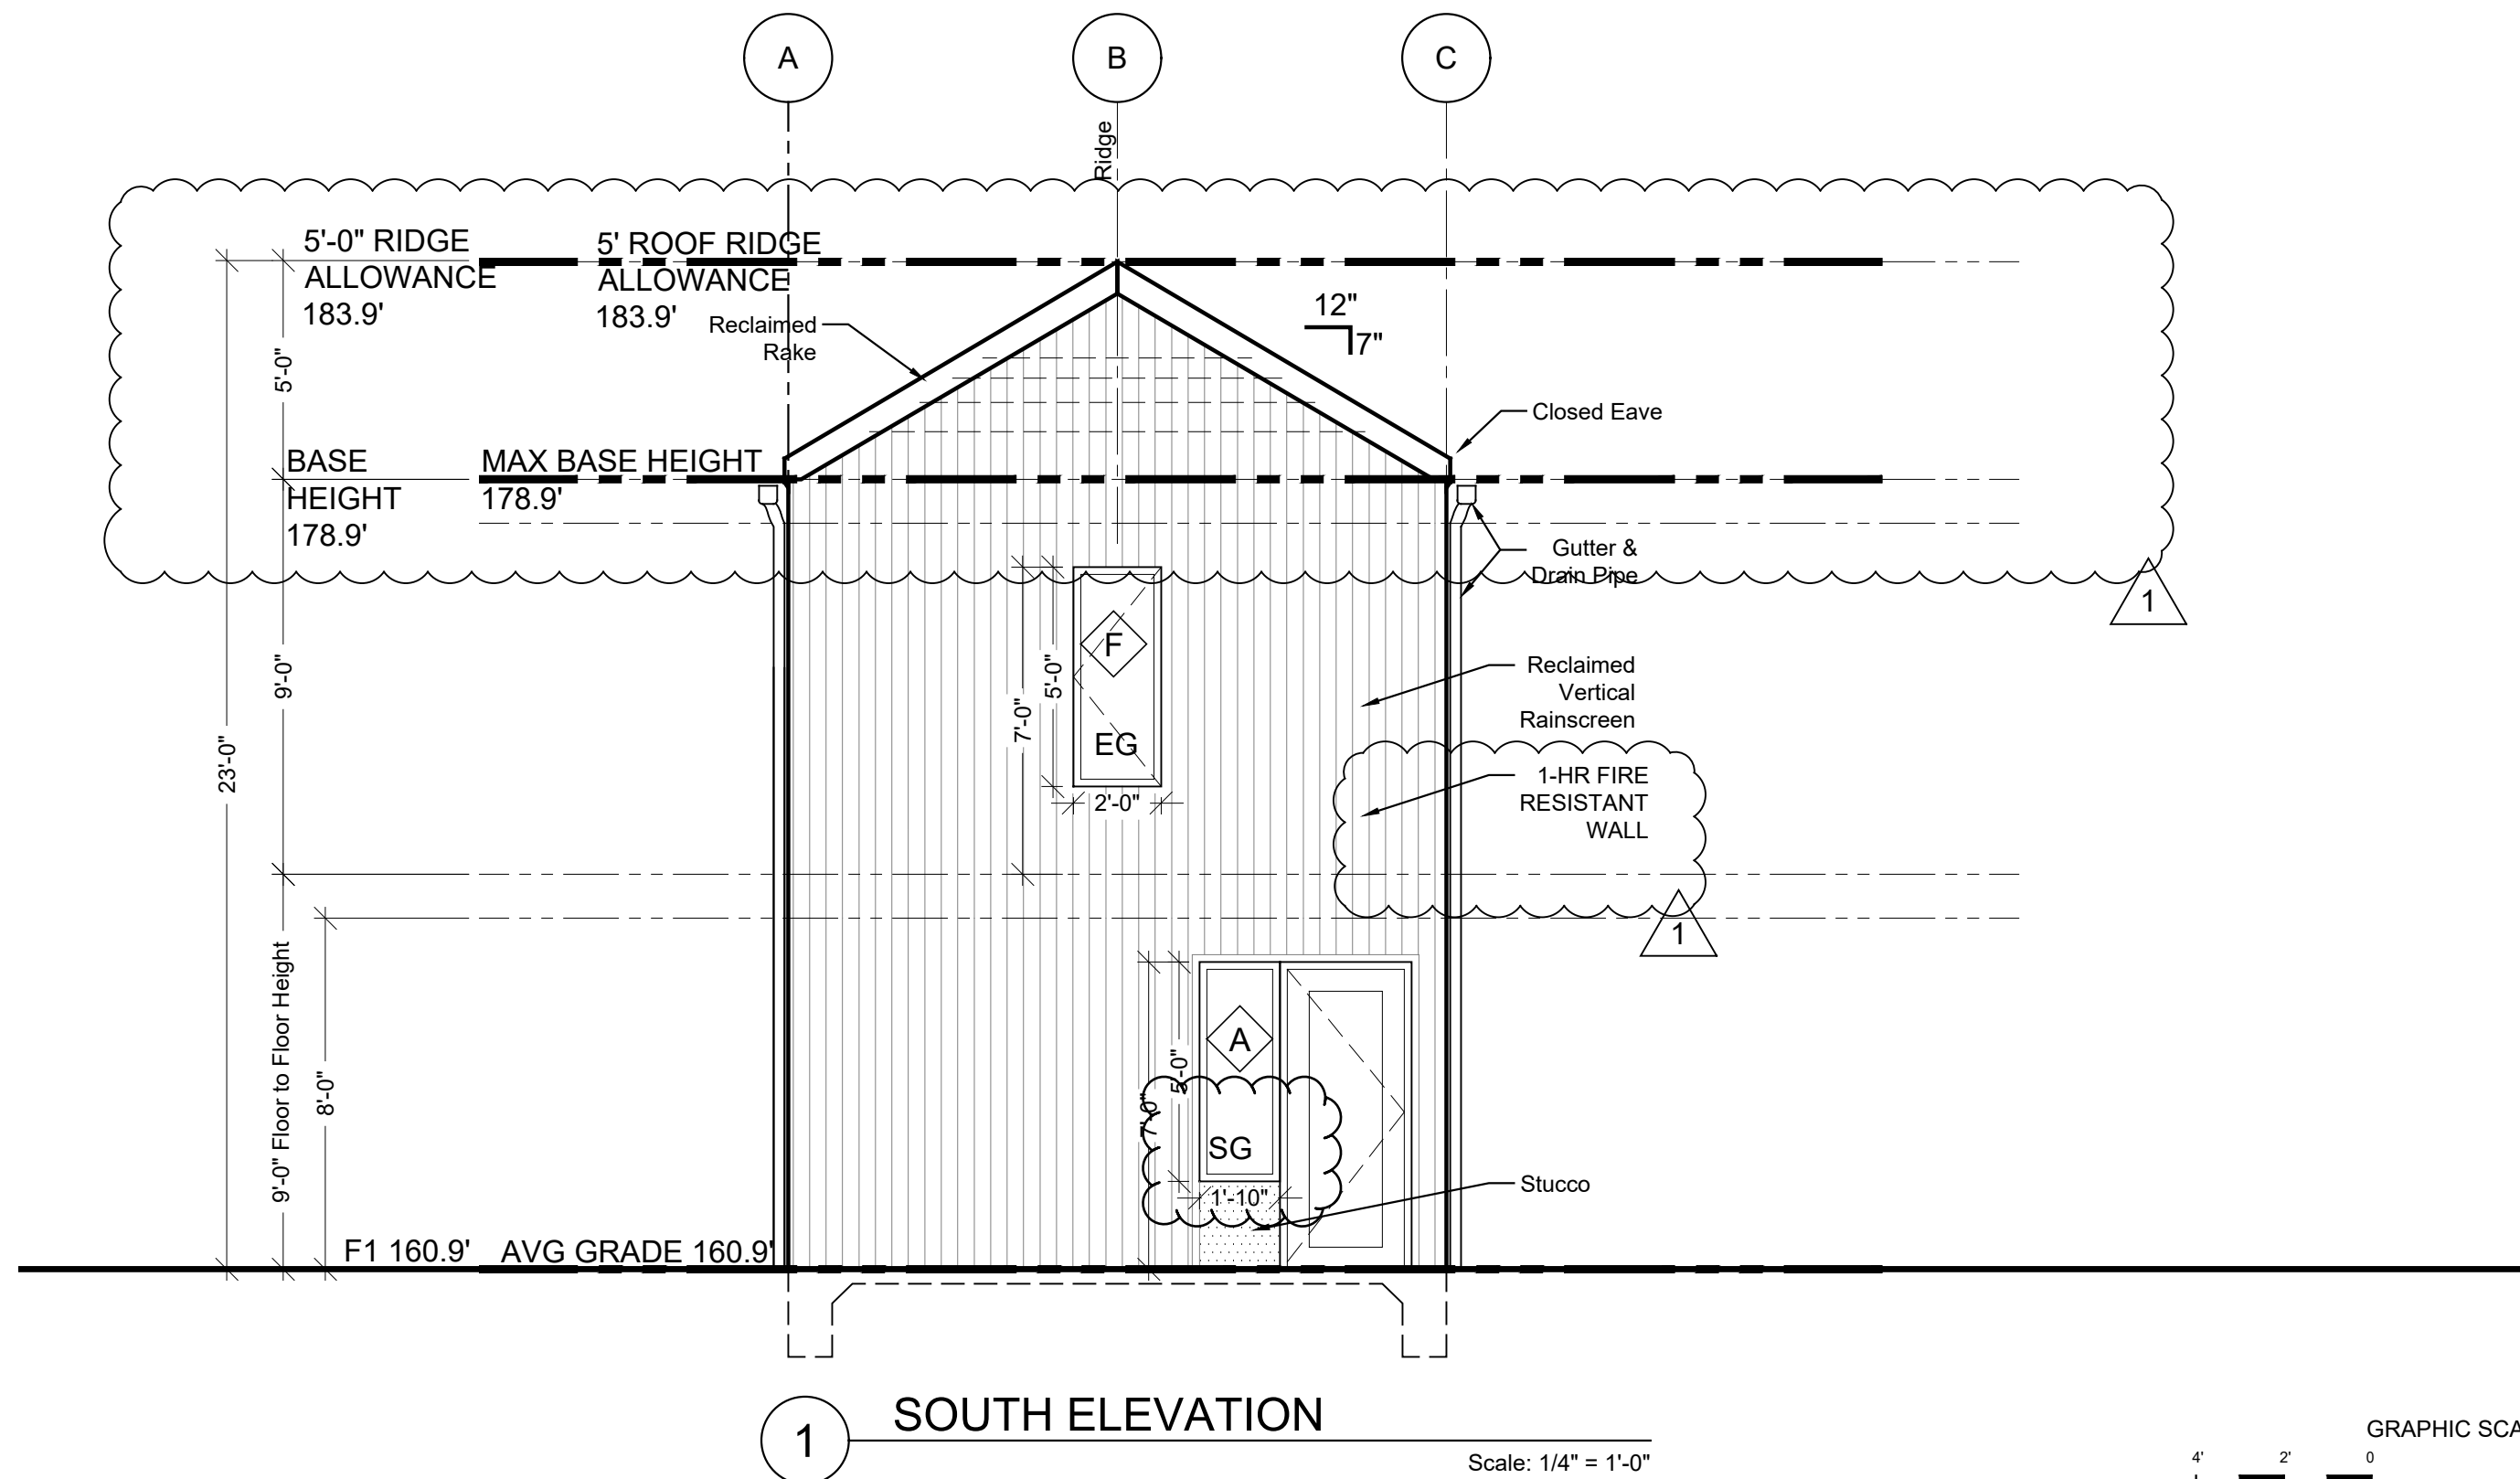 A
B
C
Ridge
5'-0" RIDGE
ALLOWANCE
183.9'
5' ROOF RIDGE
ALLOWANCE
183.9'
Reclaimed
Rake
12"
7"
5'-0"
Closed Eave
BASE
HEIGHT
178.9'
MAX BASE HEIGHT
178.9'
Gutter &
Drain Pipe
1
F
EG
5'-0"
7'-0"
2'-0"
9'-0"
23'-0"
Reclaimed
Vertical
Rainscreen
1-HR FIRE
RESISTANT
WALL
1
9'-0" Floor to Floor Height
8'-0"
A
SG
5'-0"
7'-0"
1'-10"
Stucco
F1 160.9'
AVG GRADE 160.9'
1
SOUTH ELEVATION
Scale: 1/4" = 1'-0"
GRAPHIC SCA
4'
2'
0